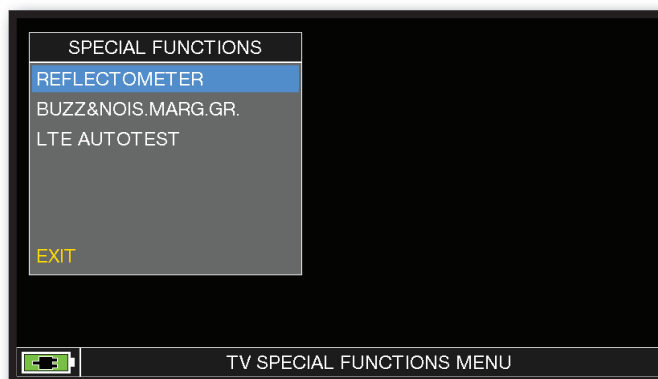 SPECIAL FUNCTIONS
REFLECTOMETER
BUZZ&NOIS.MARG.GR.
LTE AUTOTEST
EXIT
TV SPECIAL FUNCTIONS MENU